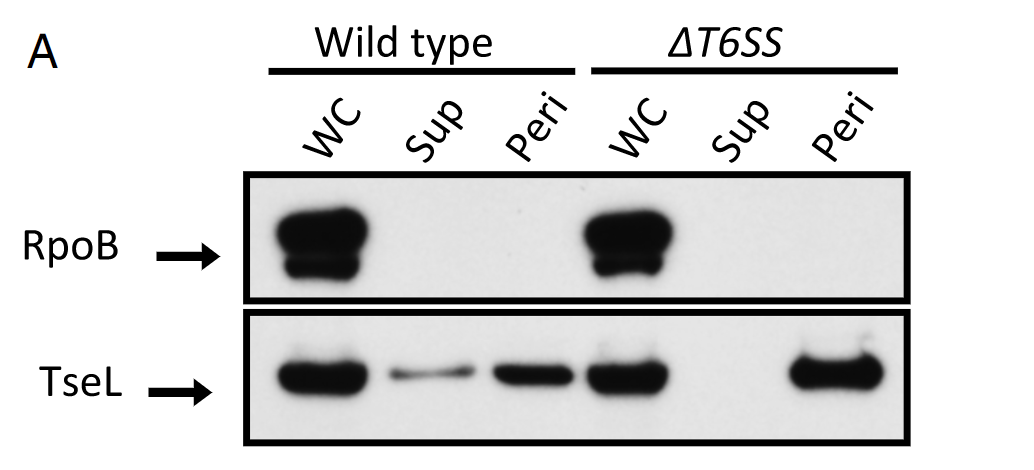 A
Wild type ΔT6SS
WC Sup Peri WC Sup Peri
RpoB
TseL